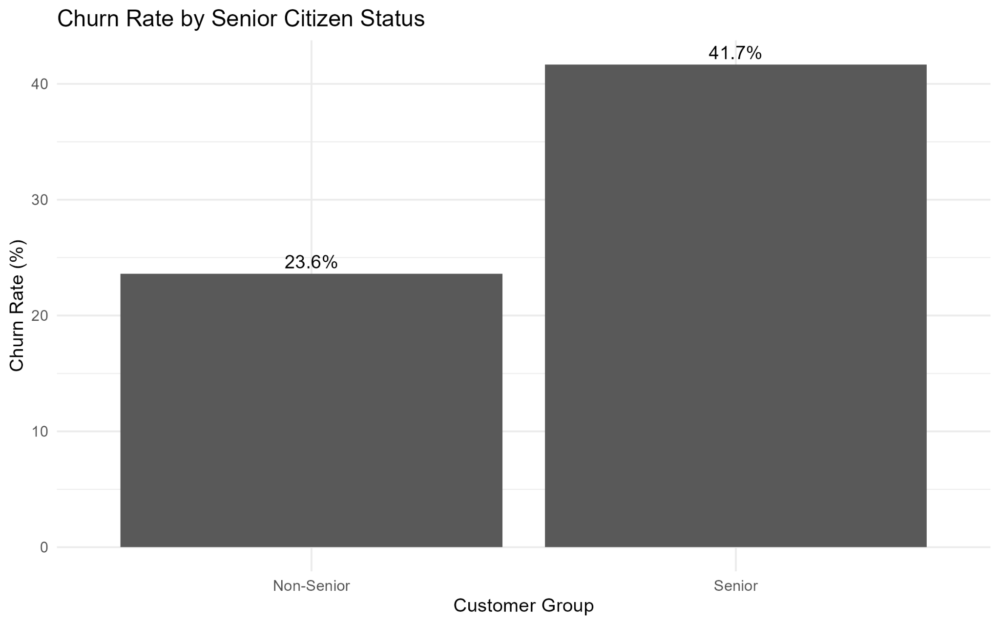 Churn Rate by Senior Citizen Status
41.7%
40
30
23.6%
20
10
0
Churn Rate (%)
Non-Senior
Senior
Customer Group